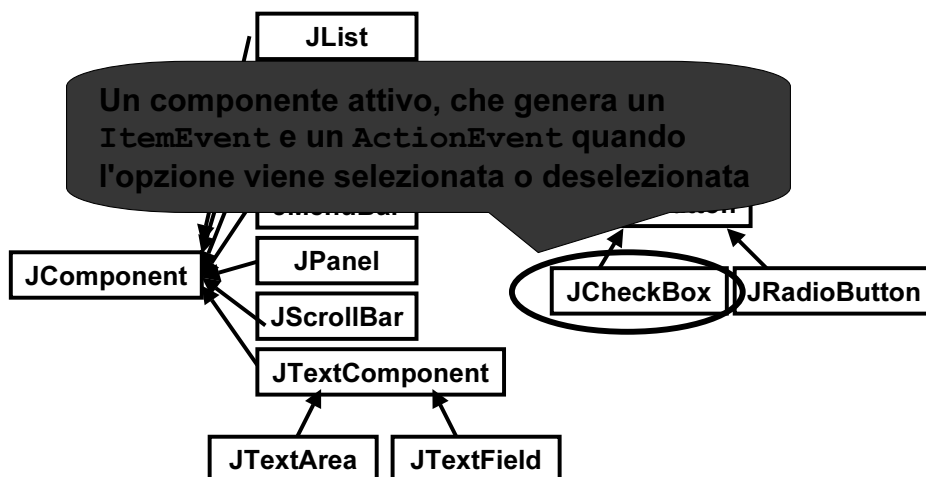 JList
Un componente attivo, che genera un
ItemEvent e un ActionEvent quando
l'opzione viene selezionata o deselezionata
JComponent
JPanel
JCheckBox
JRadioButton
JScrollBar
JTextComponent
JTextArea
JTextField